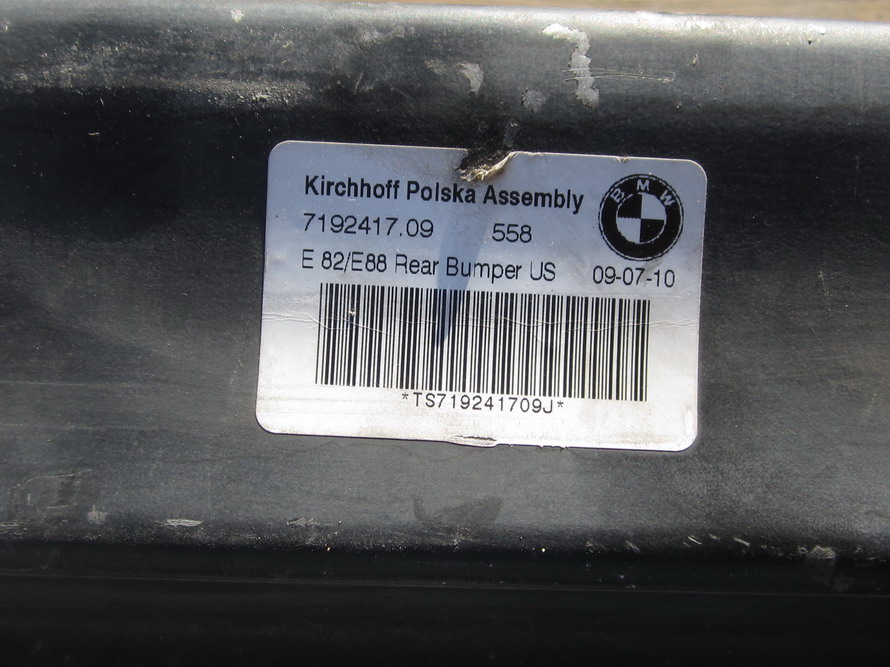 Kirchhoff Polska Assembly
BMW
7192417.09 558
E 82/E88 Rear Bumper US 09-07-10
*TS719241709J*